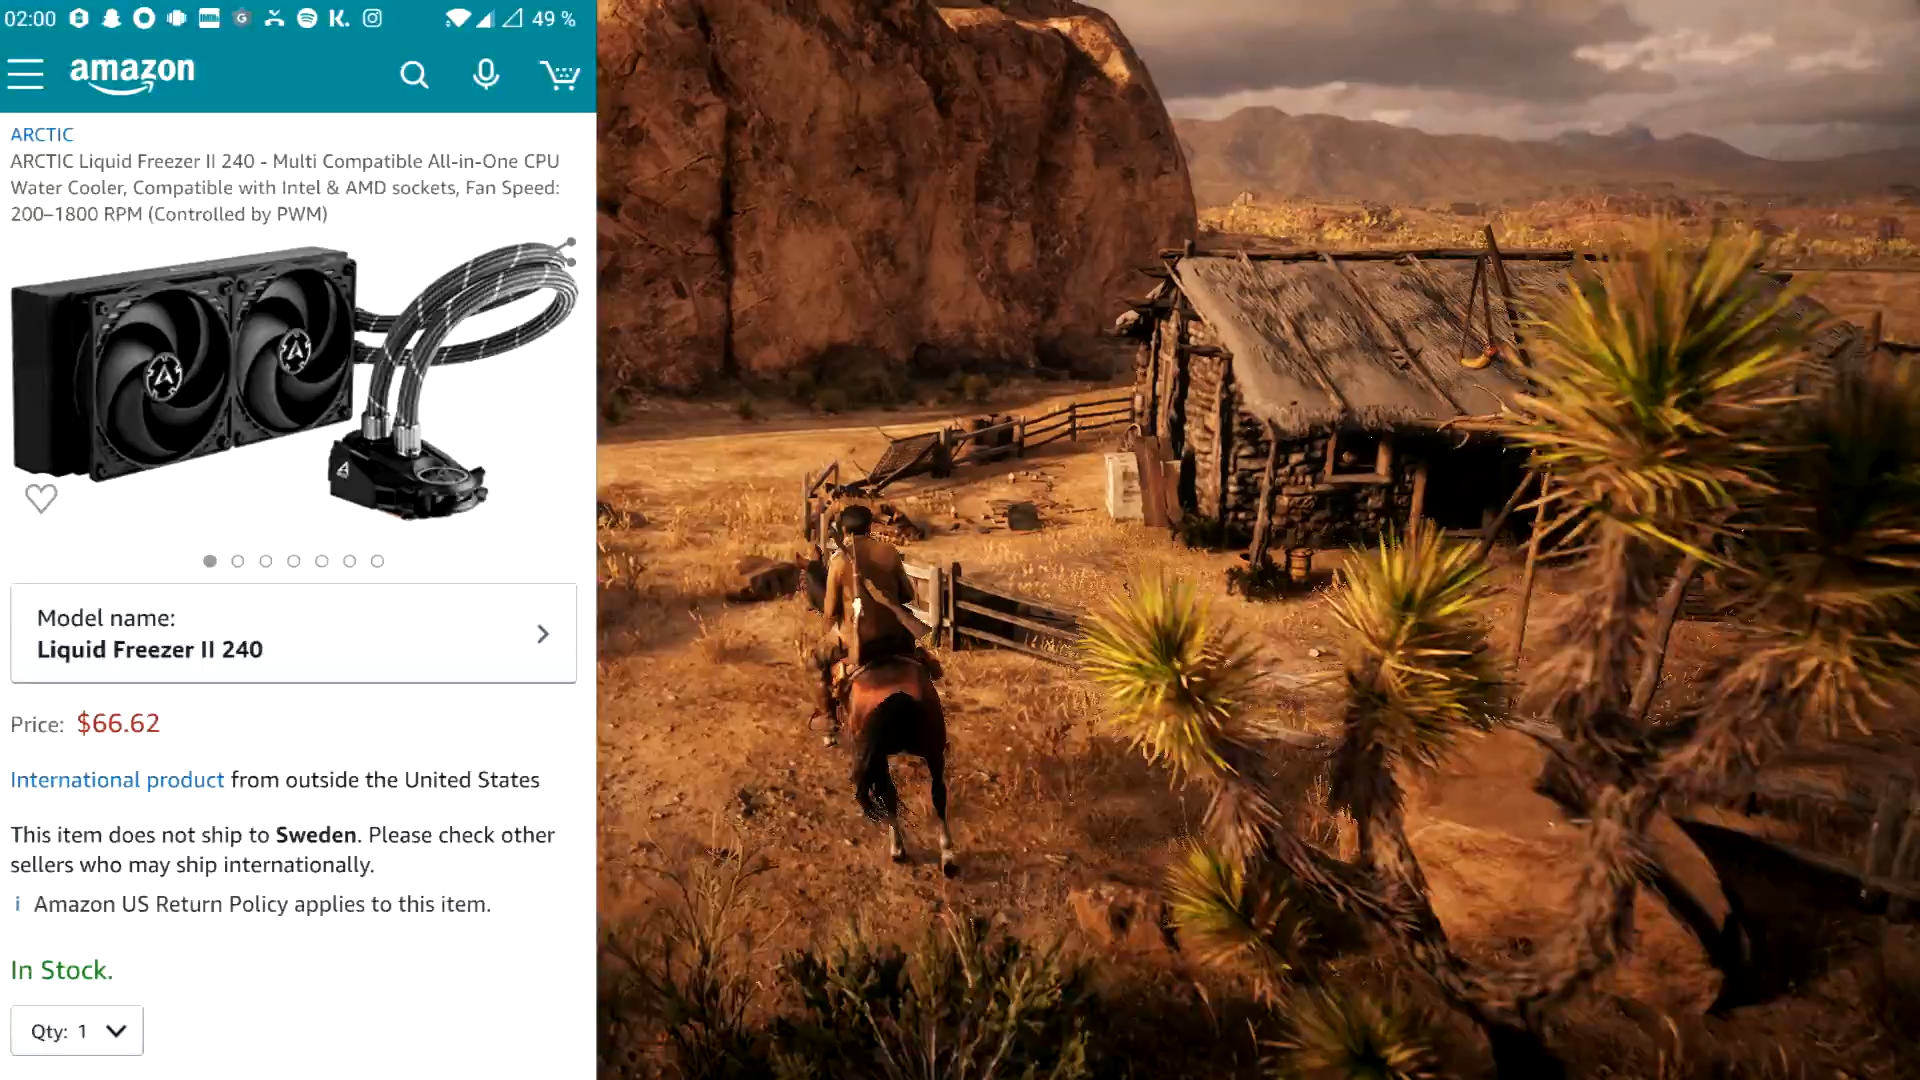 02:00
K.
49 %
amazon
ARCTIC
ARCTIC Liquid Freezer II 240 - Multi Compatible All-in-One CPU
Water Cooler, Compatible with Intel & AMD sockets, Fan Speed:
200–1800 RPM (Controlled by PWM)
Model name:
Liquid Freezer II 240
Price: $66.62
International product from outside the United States
This item does not ship to Sweden. Please check other
sellers who may ship internationally.
i Amazon US Return Policy applies to this item.
In Stock.
Qty: 1